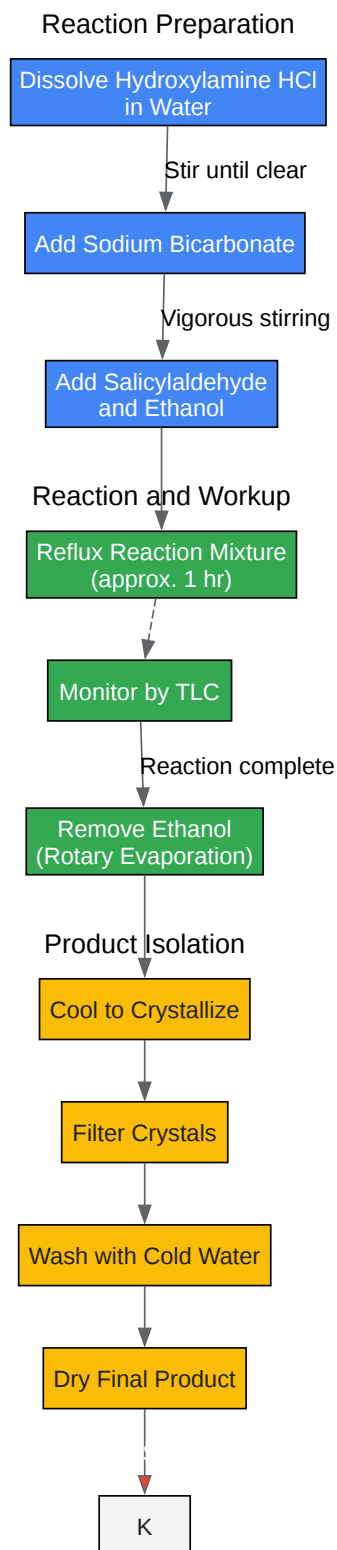 Reaction Preparation
Dissolve Hydroxylamine HCl
in Water
Stir until clear
Add Sodium Bicarbonate
Vigorous stirring
Add Salicylaldehyde
and Ethanol
Reaction and Workup
Reflux Reaction Mixture
(approx. 1 hr)
Monitor by TLC
Reaction complete
Remove Ethanol
(Rotary Evaporation)
Product Isolation
Cool to Crystallize
Filter Crystals
Wash with Cold Water
Dry Final Product
K